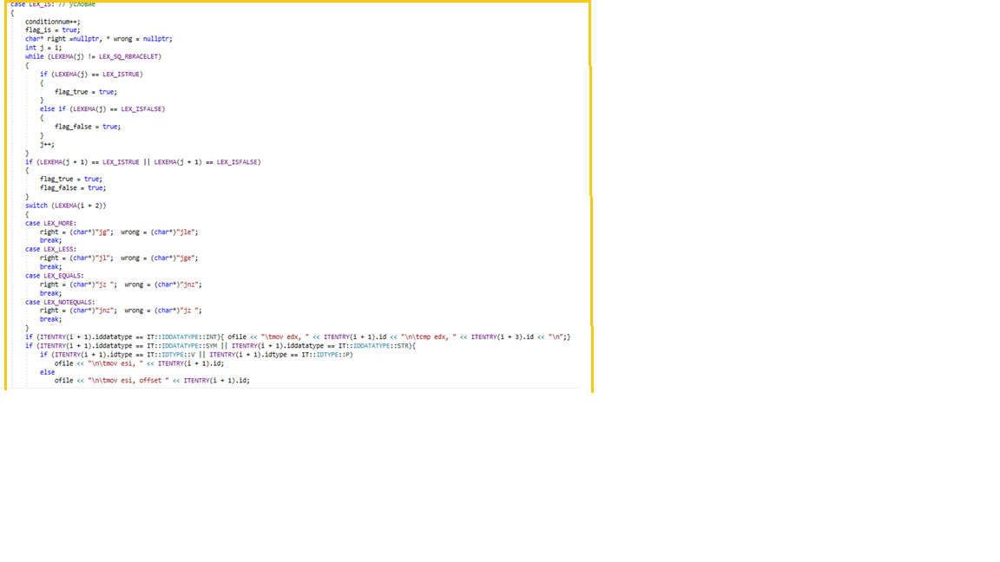 case LEX_IS: // условие
{
conditionnum++;
flag_is = true;
char* right =nullptr, * wrong = nullptr;
int j = i;
while (LEXEMA(j) != LEX_SQ_RBRACELET)
{
if (LEXEMA(j) == LEX_ISTRUE)
{
flag_true = true;
}
else if (LEXEMA(j) == LEX_ISFALSE)
{
flag_false = true;
}
j++;
}
if (LEXEMA(j + 1) == LEX_ISTRUE || LEXEMA(j + 1) == LEX_ISFALSE)
{
flag_true = true;
flag_false = true;
}
switch (LEXEMA(i + 2))
{
case LEX_MORE:
right = (char*)"jg";  wrong = (char*)"jle";
break;
case LEX_LESS:
right = (char*)"jl";  wrong = (char*)"jge";
break;
case LEX_EQUALS:
right = (char*)"jz ";  wrong = (char*)"jnz";
break;
case LEX_NOTEQUALS:
right = (char*)"jnz";  wrong = (char*)"jz ";
break;
}
if (ITENTRY(i + 1).iddatatype == IT::IDDATATYPE::INT){ ofile << "\tmov edx, " << ITENTRY(i + 1).id << "\n\tcmp edx, " << ITENTRY(i + 3).id << "\n";}
if (ITENTRY(i + 1).iddatatype == IT::IDDATATYPE::SYM || ITENTRY(i + 1).iddatatype == IT::IDDATATYPE::STR){
if (ITENTRY(i + 1).idtype == IT::IDTYPE::V || ITENTRY(i + 1).idtype == IT::IDTYPE::P)
ofile << "\n\tmov esi, " << ITENTRY(i + 1).id;
else
ofile << "\n\tmov esi, offset " << ITENTRY(i + 1).id;